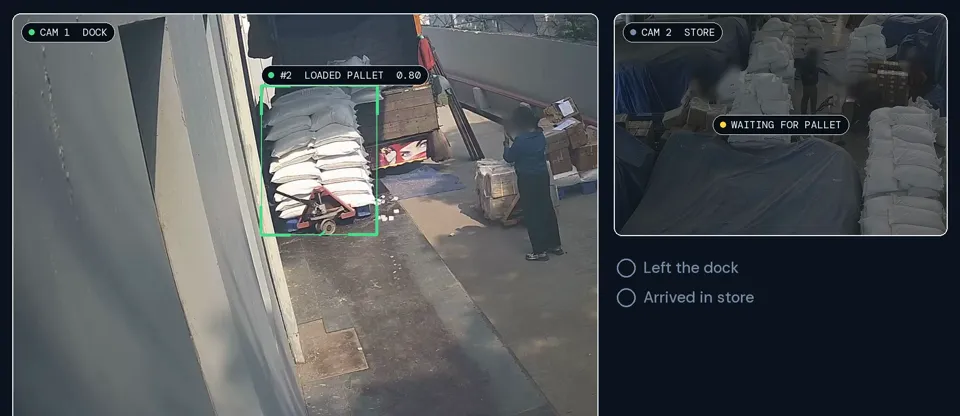 CAM 1 DOCK
#2 LOADED PALLET 0.80
CAM 2 STORE
WAITING FOR PALLET
Left the dock
Arrived in store